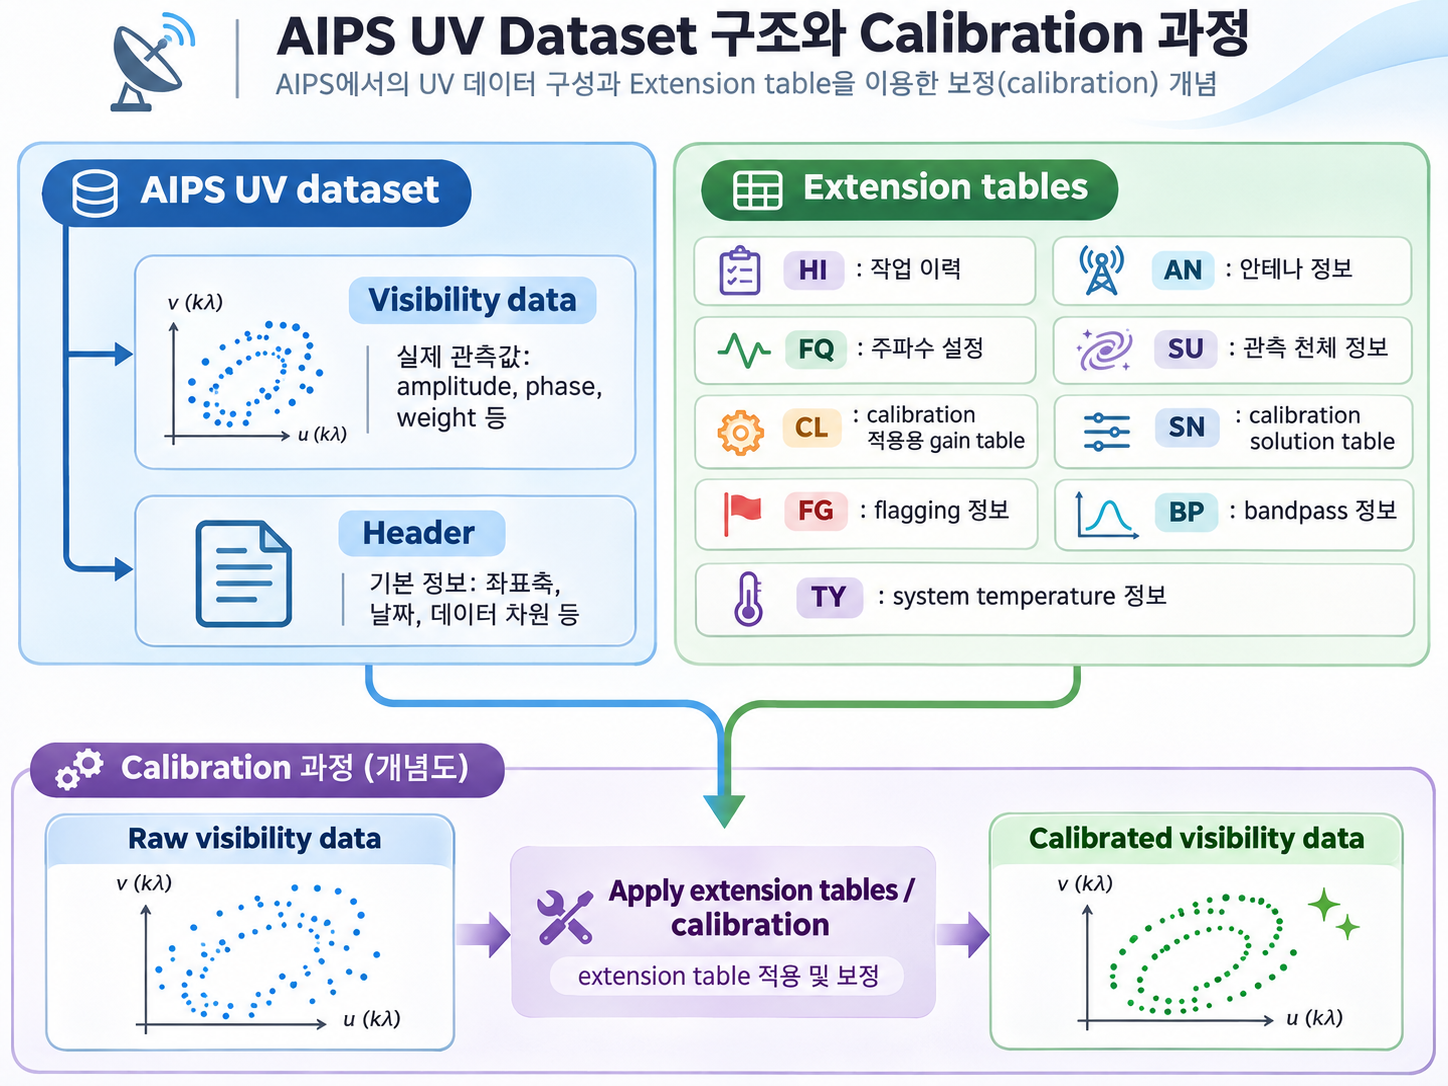 AIPS UV Dataset 구조와 Calibration 과정
AIPS에서의 UV 데이터 구성과 Extension table을 이용한 보정(calibration) 개념
AIPS UV dataset
v (kλ)
u (kλ)
Visibility data
실제 관측값:
amplitude, phase,
weight 등
Header
기본 정보: 좌표축,
날짜, 데이터 차원 등
Extension tables
HI : 작업 이력
AN : 안테나 정보
FQ : 주파수 설정
SU : 관측 천체 정보
CL : calibration
적용용 gain table
SN : calibration
solution table
FG : flagging 정보
BP : bandpass 정보
TY : system temperature 정보
Calibration 과정 (개념도)
Raw visibility data
v (kλ)
u (kλ)
Apply extension tables /
calibration
extension table 적용 및 보정
Calibrated visibility data
v (kλ)
u (kλ)